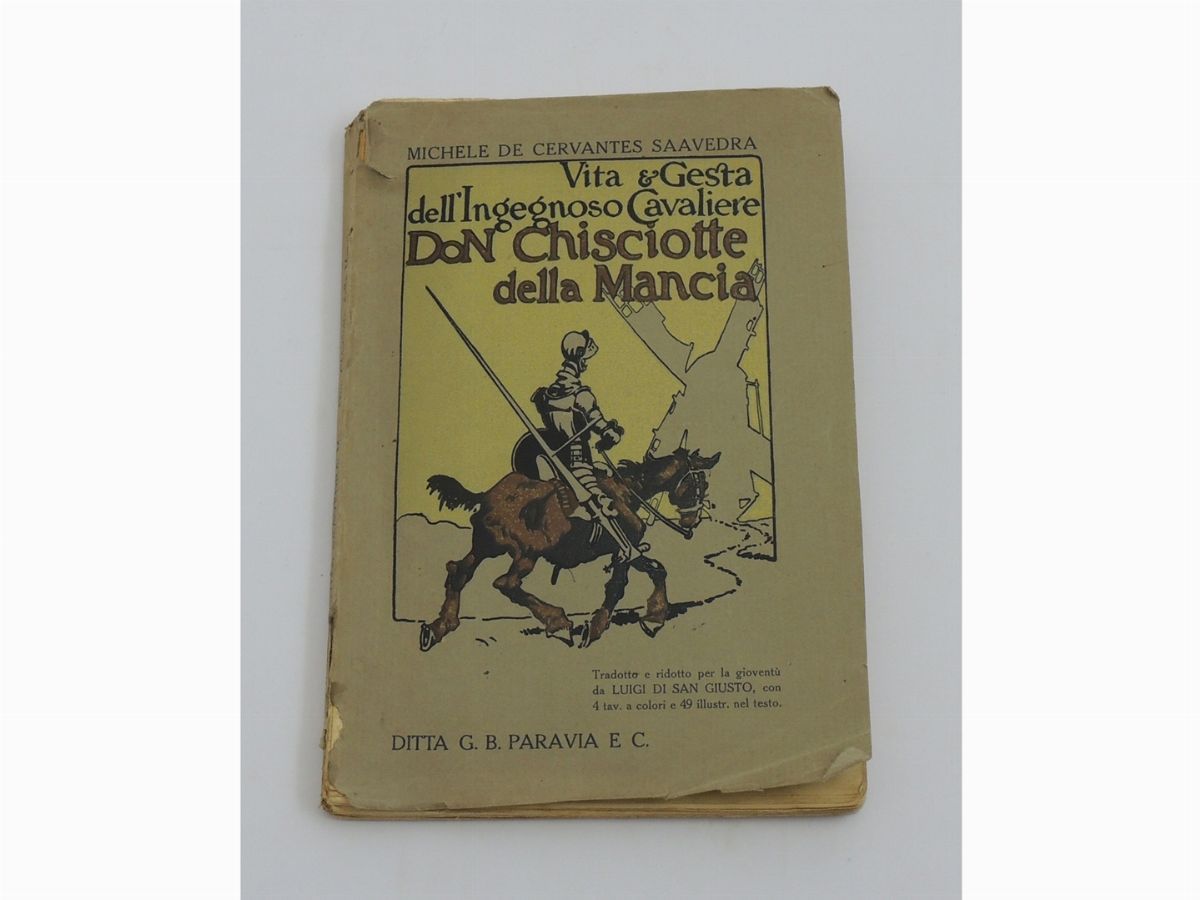 MICHELE DE CERVANTES SAAVEDRA
Vita & Gesta
dell'Ingegnoso Cavaliere
DoN Chisciotte
della Mancia
Tradotto e ridotto per la gioventù
da LUIGI DI SAN GIUSTO, con
4 tav. a colori e 49 illustr. nel testo.
DITTA G. B. PARAVIA E C.